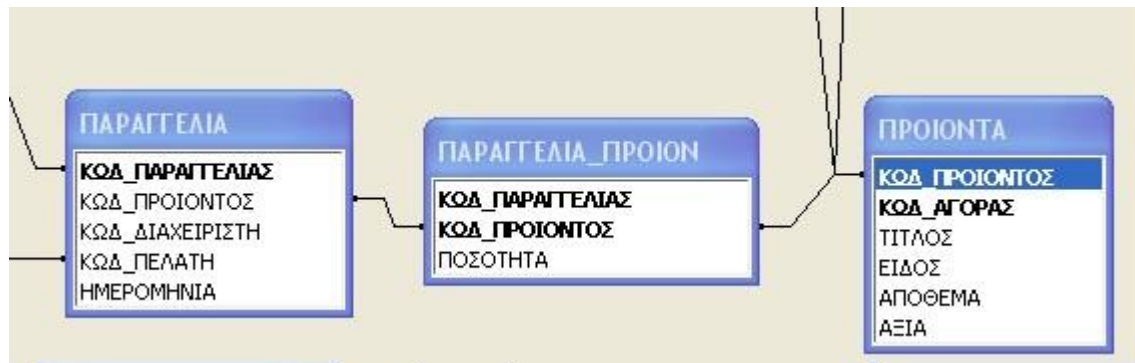 ΠΑΡΑΓΓΕΛΙΑ
ΚΩΔ_ΠΑΡΑΓΓΕΛΙΑΣ
ΚΩΔ_ΠΡΟΙΟΝΤΟΣ
ΚΩΔ_ΔΙΑΧΕΙΡΙΣΤΗ
ΚΩΔ_ΠΕΛΑΤΗ
ΗΜΕΡΟΜΗΝΙΑ
ΠΑΡΑΓΓΕΛΙΑ_ΠΡΟΙΟΝ
ΚΩΔ_ΠΑΡΑΓΓΕΛΙΑΣ
ΚΩΔ_ΠΡΟΙΟΝΤΟΣ
ΠΟΣΟΤΗΤΑ
ΠΡΟΙΟΝΤΑ
ΚΩΔ_ΠΡΟΙΟΝΤΟΣ
ΚΩΔ_ΑΓΟΡΑΣ
ΤΙΤΛΟΣ
ΕΙΔΟΣ
ΑΠΟΘΕΜΑ
ΑΞΙΑ